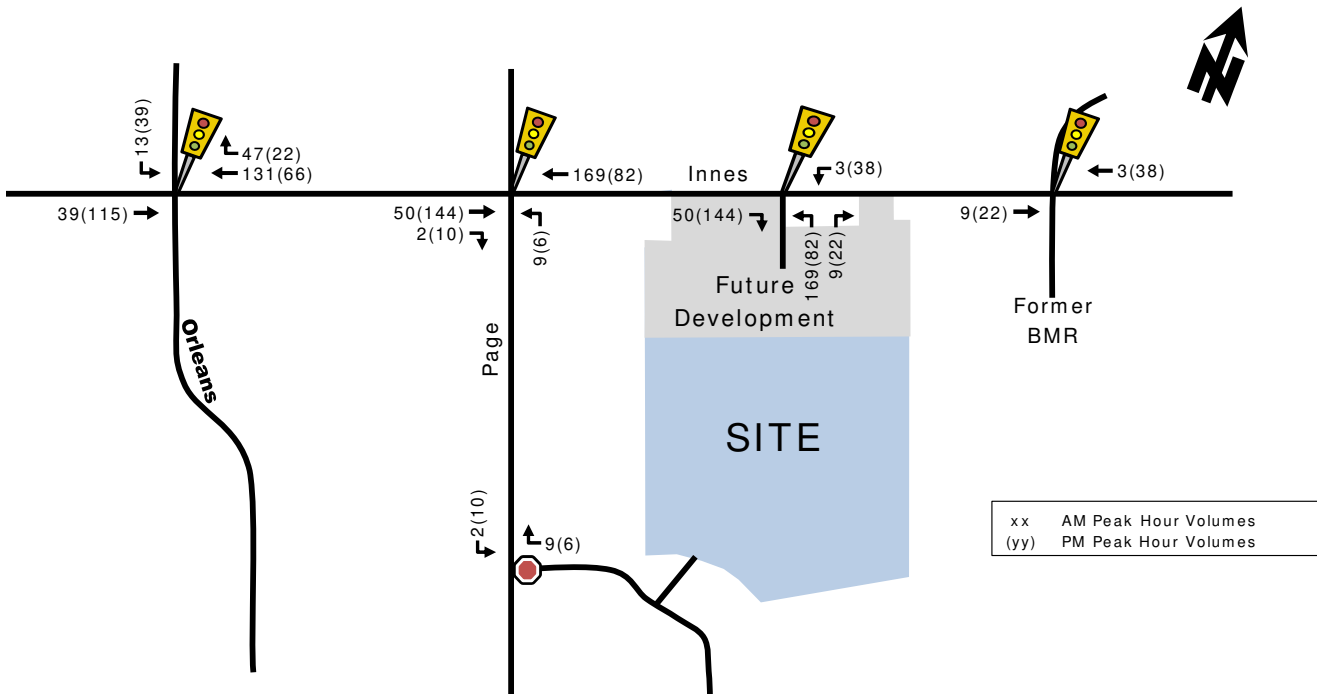 13(39)
47(22)
131(66)
39(115)
169(82)
50(144)
2(10)
9(6)
Innes
3(38)
50(144)
169(82)
9(22)
3(38)
9(22)
Future
Development
Former
BMR
Orleans
Page
SITE
2(10)
9(6)
xx AM Peak Hour Volumes
(yy) PM Peak Hour Volumes
N